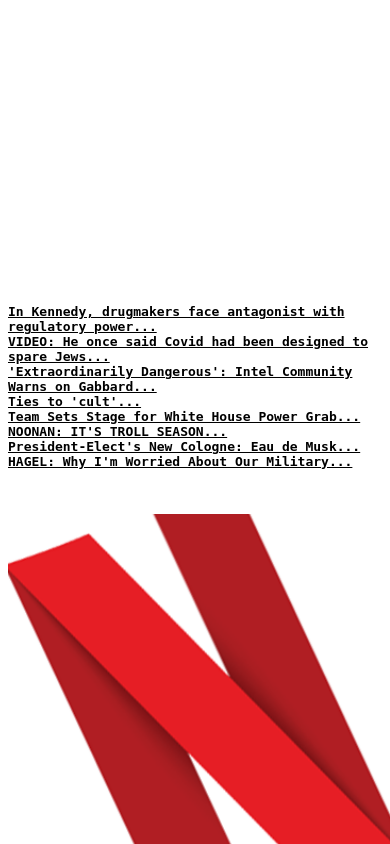 In Kennedy, drugmakers face antagonist with
regulatory power...
VIDEO: He once said Covid had been designed to
spare Jews...
'Extraordinarily Dangerous': Intel Community
Warns on Gabbard...
Ties to 'cult'...
Team Sets Stage for White House Power Grab...
NOONAN: IT'S TROLL SEASON...
President-Elect's New Cologne: Eau de Musk...
HAGEL: Why I'm Worried About Our Military...